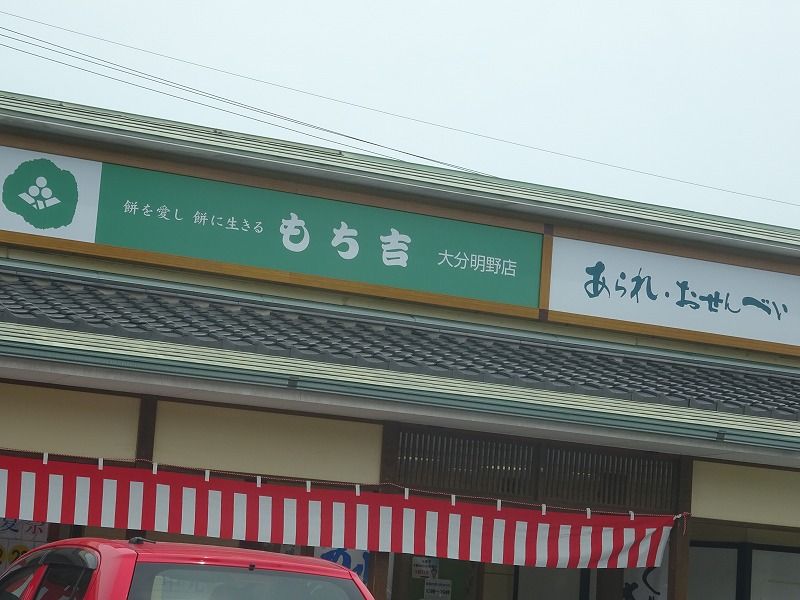 餅を愛し 餅に生きる もち吉 大分明野店
あられ・おせんべい